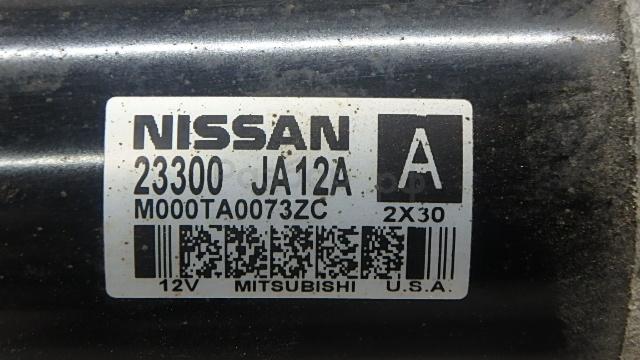 NISSAN
A
23300 JA12A
M000TA0073ZC 2X30
12V MITSUBISHI U.S.A.